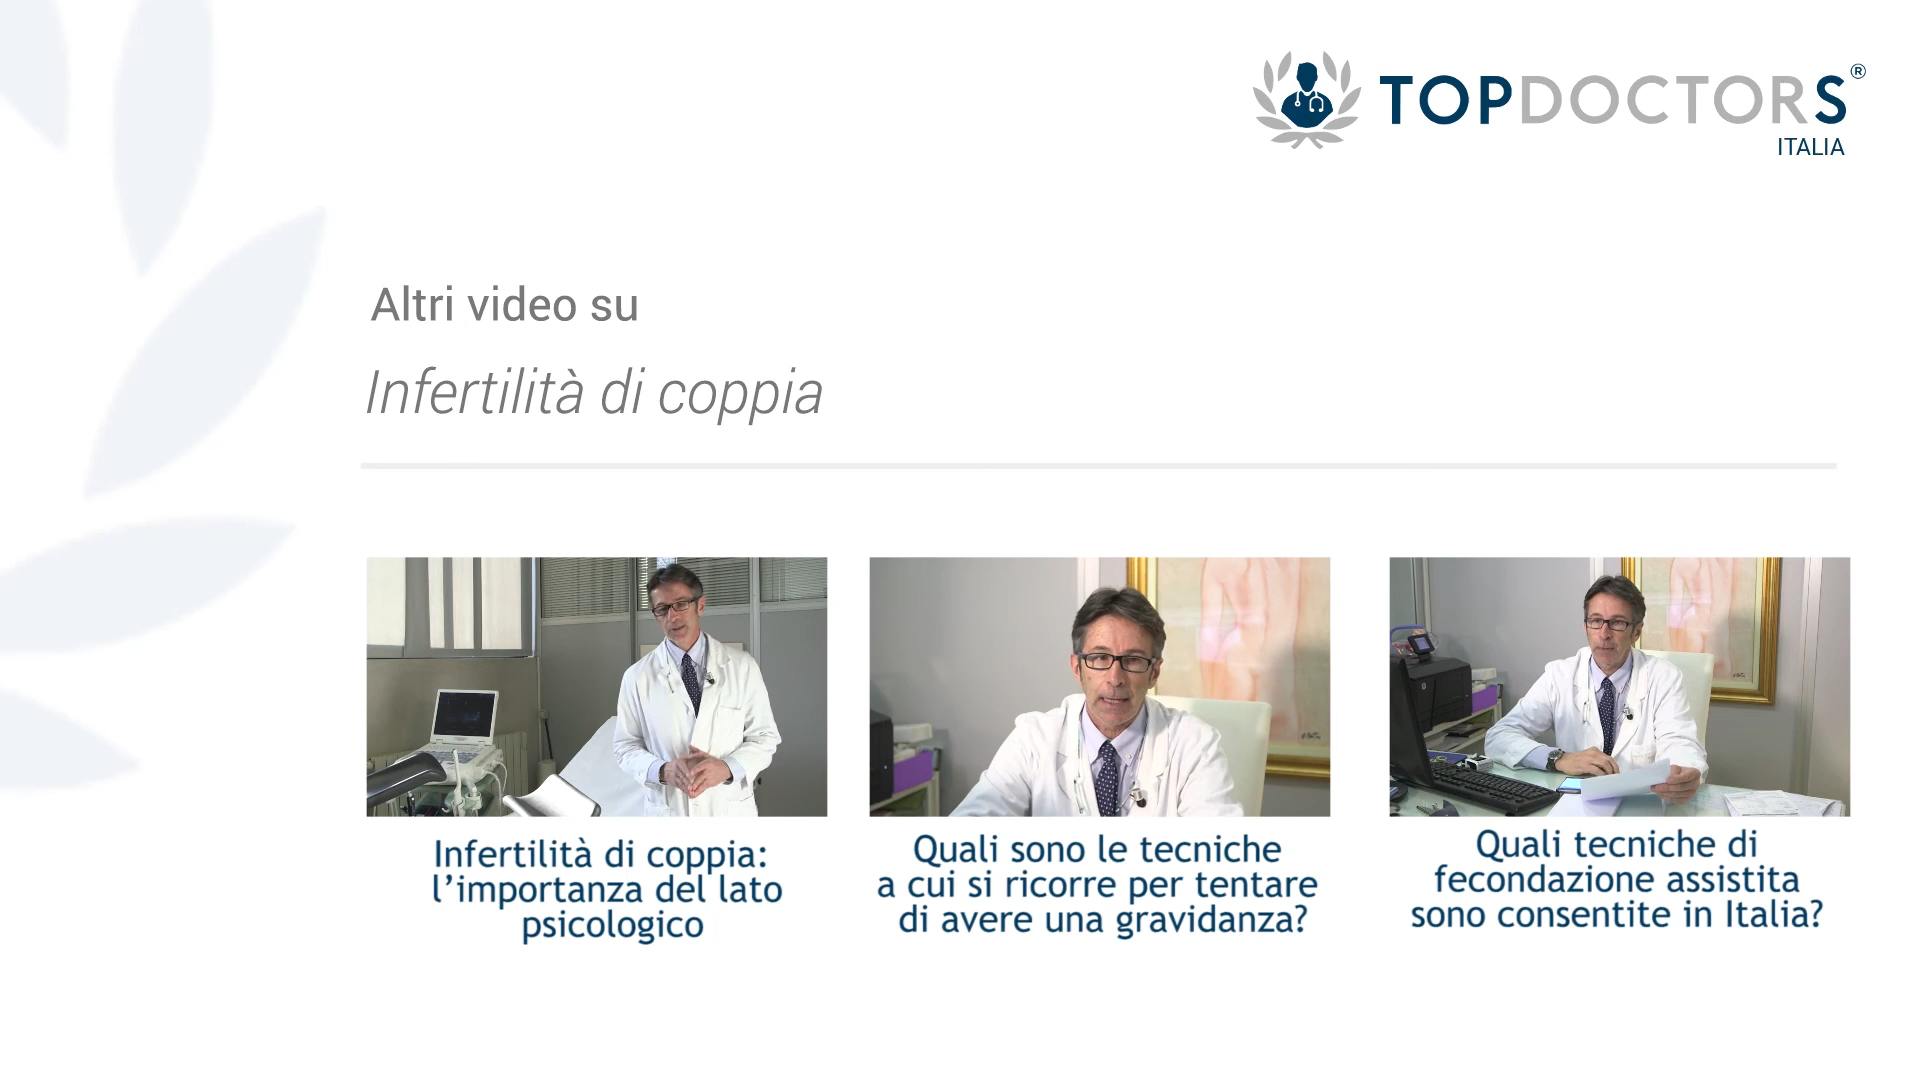 TOPDOCTORS®
ITALIA
Altri video su
Infertilità di coppia
Infertilità di coppia:
l’importanza del lato
psicologico
Quali sono le tecniche
a cui si ricorre per tentare
di avere una gravidanza?
Quali tecniche di
fecondazione assistita
sono consentite in Italia?